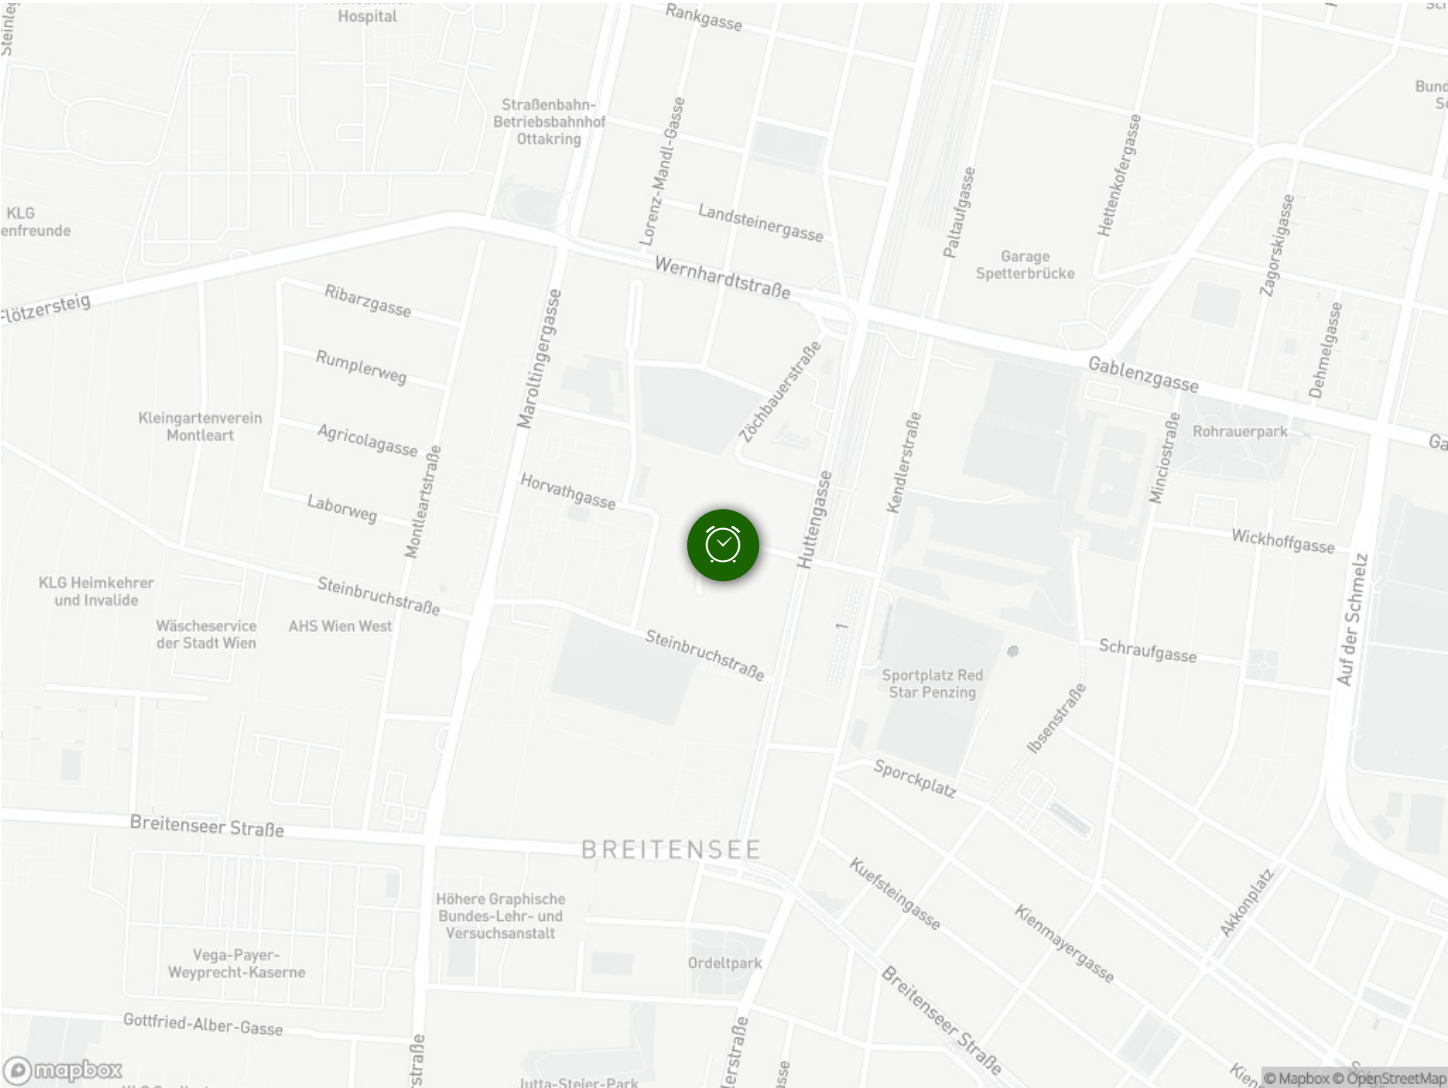 Hospital
Rankgasse
Straßenbahn-
Betriebsbahnhof
Ottakring
Lorenz-Mandl-Gasse
Landsteinergasse
Wernhardtstraße
Paltaufgasse
Hettenkofergasse
Zagorskigasse
Garage
Spetterbrücke
KLG
enfreunde
Flötzersteig
Ribarzgasse
Rumplerweg
Agricolagasse
Laborweg
Maroltingergasse
Montleartstraße
Kleingartenverein
Montleart
Zöchbauerstraße
Gablenzgasse
Dehmelgasse
Rohrauerpark
Ga
Minciostraße
Kendlerstraße
Huttengasse
Horvathgasse
Wickhoffgasse
Auf der Schmelz
KLG Heimkehrer
und Invalide
Steinbruchstraße
Wäscheservice
der Stadt Wien
AHS Wien West
Steinbruchstraße
1
Sportplatz Red
Star Penzing
Schraufgasse
Ibsenstraße
Sporckplatz
Breitenseer Straße
BREITENSEE
Kuefsteingasse
Kienmayergasse
Akkonplatz
Höhere Graphische
Bundes-Lehr- und
Versuchsanstalt
Vega-Payer-
Weyprecht-Kaserne
Ordeltpark
Breitenseer Straße
Gottfried-Alber-Gasse
Jutta-Steier-Park
mapbox
© Mapbox © OpenStreetMap